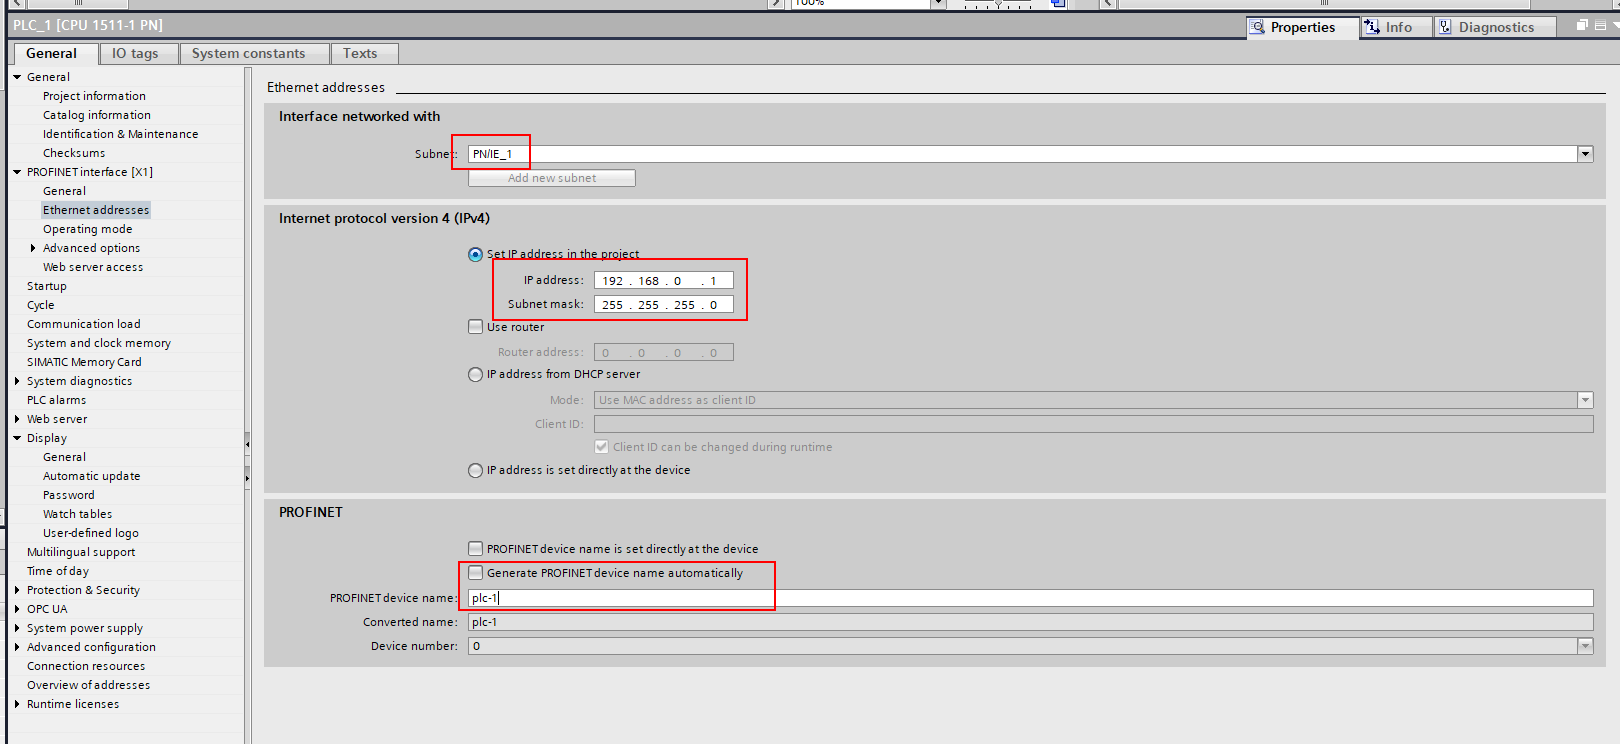 100%
PLC_1 [CPU 1511-1 PN]
Properties
Info
Diagnostics
General
IO tags
System constants
Texts
General
Project information
Catalog information
Identification & Maintenance
Checksums
PROFINET interface [X1]
General
Ethernet addresses
Operating mode
Advanced options
Web server access
Startup
Cycle
Communication load
System and clock memory
SIMATIC Memory Card
System diagnostics
PLC alarms
Web server
Display
General
Automatic update
Password
Watch tables
User-defined logo
Multilingual support
Time of day
Protection & Security
OPC UA
System power supply
Advanced configuration
Connection resources
Overview of addresses
Runtime licenses
Ethernet addresses
Interface networked with
Subnet: PN/IE_1
Add new subnet
Internet protocol version 4 (IPv4)
Set IP address in the project
IP address: 192 . 168 . 0 . 1
Subnet mask: 255 . 255 . 255 . 0
Use router
Router address: 0 . 0 . 0 . 0
IP address from DHCP server
Mode: Use MAC address as client ID
Client ID:
Client ID can be changed during runtime
IP address is set directly at the device
PROFINET
PROFINET device name is set directly at the device
Generate PROFINET device name automatically
PROFINET device name: plc-1
Converted name: plc-1
Device number: 0